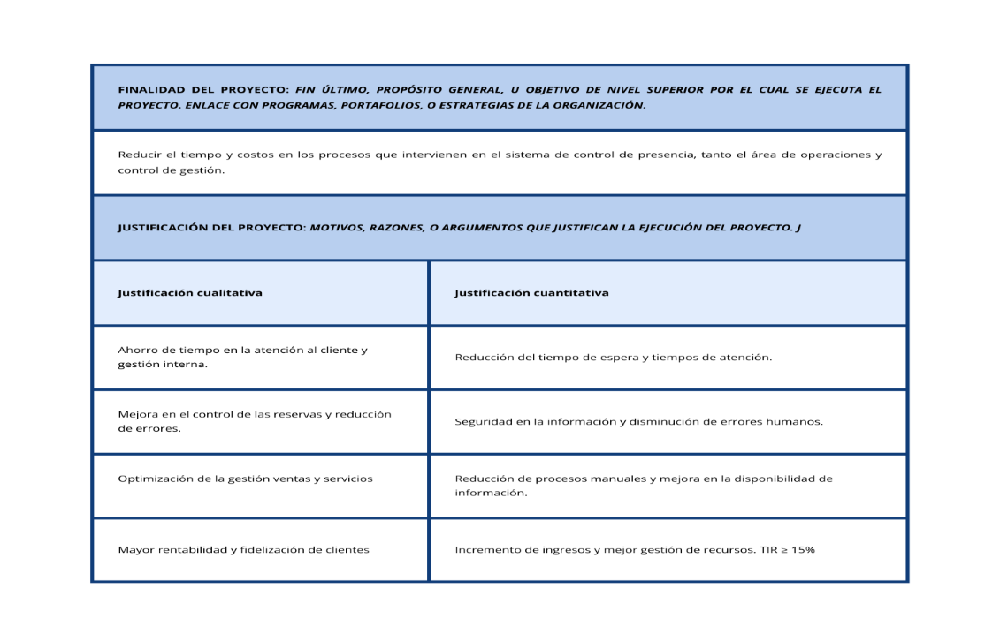 FINALIDAD DEL PROYECTO: FIN ÚLTIMO, PROPÓSITO GENERAL, U OBJETIVO DE NIVEL SUPERIOR POR EL CUAL SE EJECUTA EL
PROYECTO. ENLACE CON PROGRAMAS, PORTAFOLIOS, O ESTRATEGIAS DE LA ORGANIZACIÓN.
Reducir el tiempo y costos en los procesos que intervienen en el sistema de control de presencia, tanto el área de operaciones y
control de gestión.
JUSTIFICACIÓN DEL PROYECTO: MOTIVOS, RAZONES, O ARGUMENTOS QUE JUSTIFICAN LA EJECUCIÓN DEL PROYECTO. J
Justificación cualitativa
Justificación cuantitativa
Ahorro de tiempo en la atención al cliente y
gestión interna.
Reducción del tiempo de espera y tiempos de atención.
Mejora en el control de las reservas y reducción
de errores.
Seguridad en la información y disminución de errores humanos.
Optimización de la gestión ventas y servicios
Reducción de procesos manuales y mejora en la disponibilidad de
información.
Mayor rentabilidad y fidelización de clientes
Incremento de ingresos y mejor gestión de recursos. TIR ≥ 15%